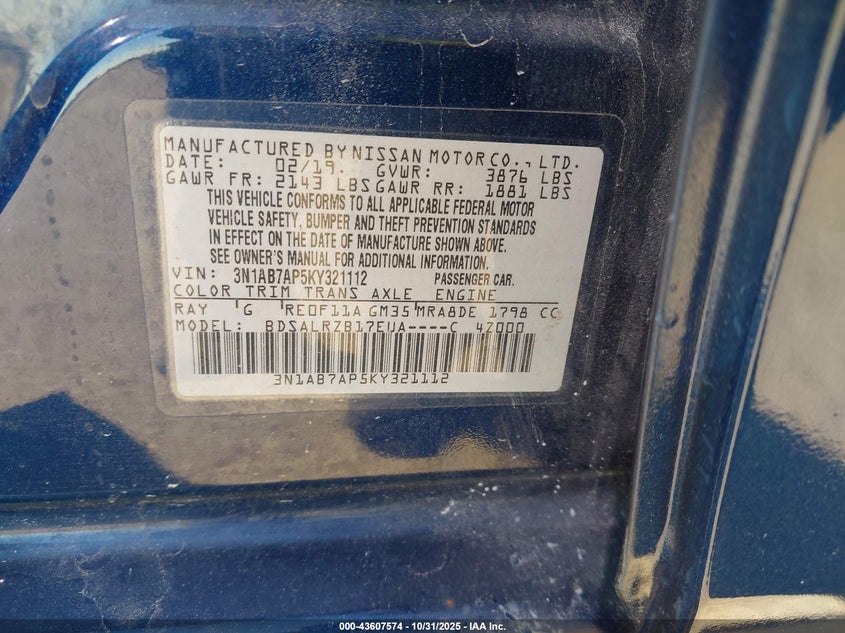 MANUFACTURED BY NISSAN MOTOR CO., LTD.
DATE: 02/19. GVWR: 3876 LBS
GAWR FR: 2143 LBS GAWR RR: 1881 LBS
THIS VEHICLE CONFORMS TO ALL APPLICABLE FEDERAL MOTOR
VEHICLE SAFETY, BUMPER AND THEFT PREVENTION STANDARDS
IN EFFECT ON THE DATE OF MANUFACTURE SHOWN ABOVE.
SEE OWNER'S MANUAL FOR ADDITIONAL INFORMATION.
VIN: 3N1AB7AP5KY321112 PASSENGER CAR.
COLOR TRIM TRANS AXLE ENGINE
RAY G RE0F11A GM35 MRA8DE 1798 CC
MODEL: BDSALRZB17EUA----C 47000
3N1AB7AP5KY321112
000-43607574 | 10/31/2025 | IAA Inc.